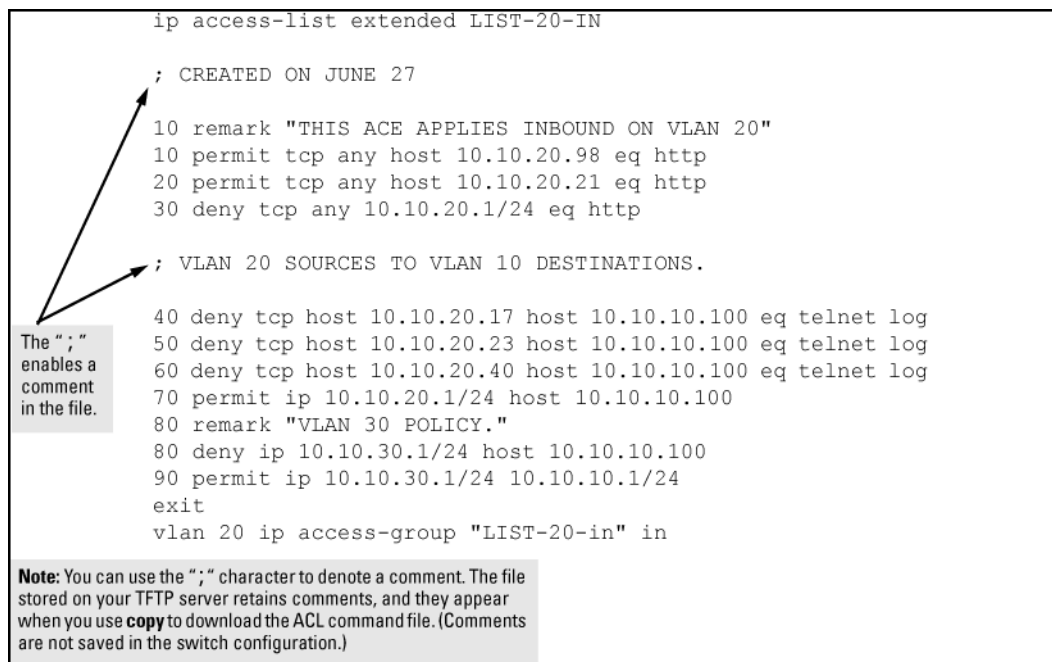 ip access-list extended LIST-20-IN
; CREATED ON JUNE 27
10 remark "THIS ACE APPLIES INBOUND ON VLAN 20"
10 permit tcp any host 10.10.20.98 eq http
20 permit tcp any host 10.10.20.21 eq http
30 deny tcp any 10.10.20.1/24 eq http
; VLAN 20 SOURCES TO VLAN 10 DESTINATIONS.
40 deny tcp host 10.10.20.17 host 10.10.10.100 eq telnet log
50 deny tcp host 10.10.20.23 host 10.10.10.100 eq telnet log
60 deny tcp host 10.10.20.40 host 10.10.10.100 eq telnet log
70 permit ip 10.10.20.1/24 host 10.10.10.100
80 remark "VLAN 30 POLICY."
80 deny ip 10.10.30.1/24 host 10.10.10.100
90 permit ip 10.10.30.1/24 10.10.10.1/24
exit
vlan 20 ip access-group "LIST-20-in" in
The " ; "
enables a
comment
in the file.
Note: You can use the " ; " character to denote a comment. The file
stored on your TFTP server retains comments, and they appear
when you use copy to download the ACL command file. (Comments
are not saved in the switch configuration.)